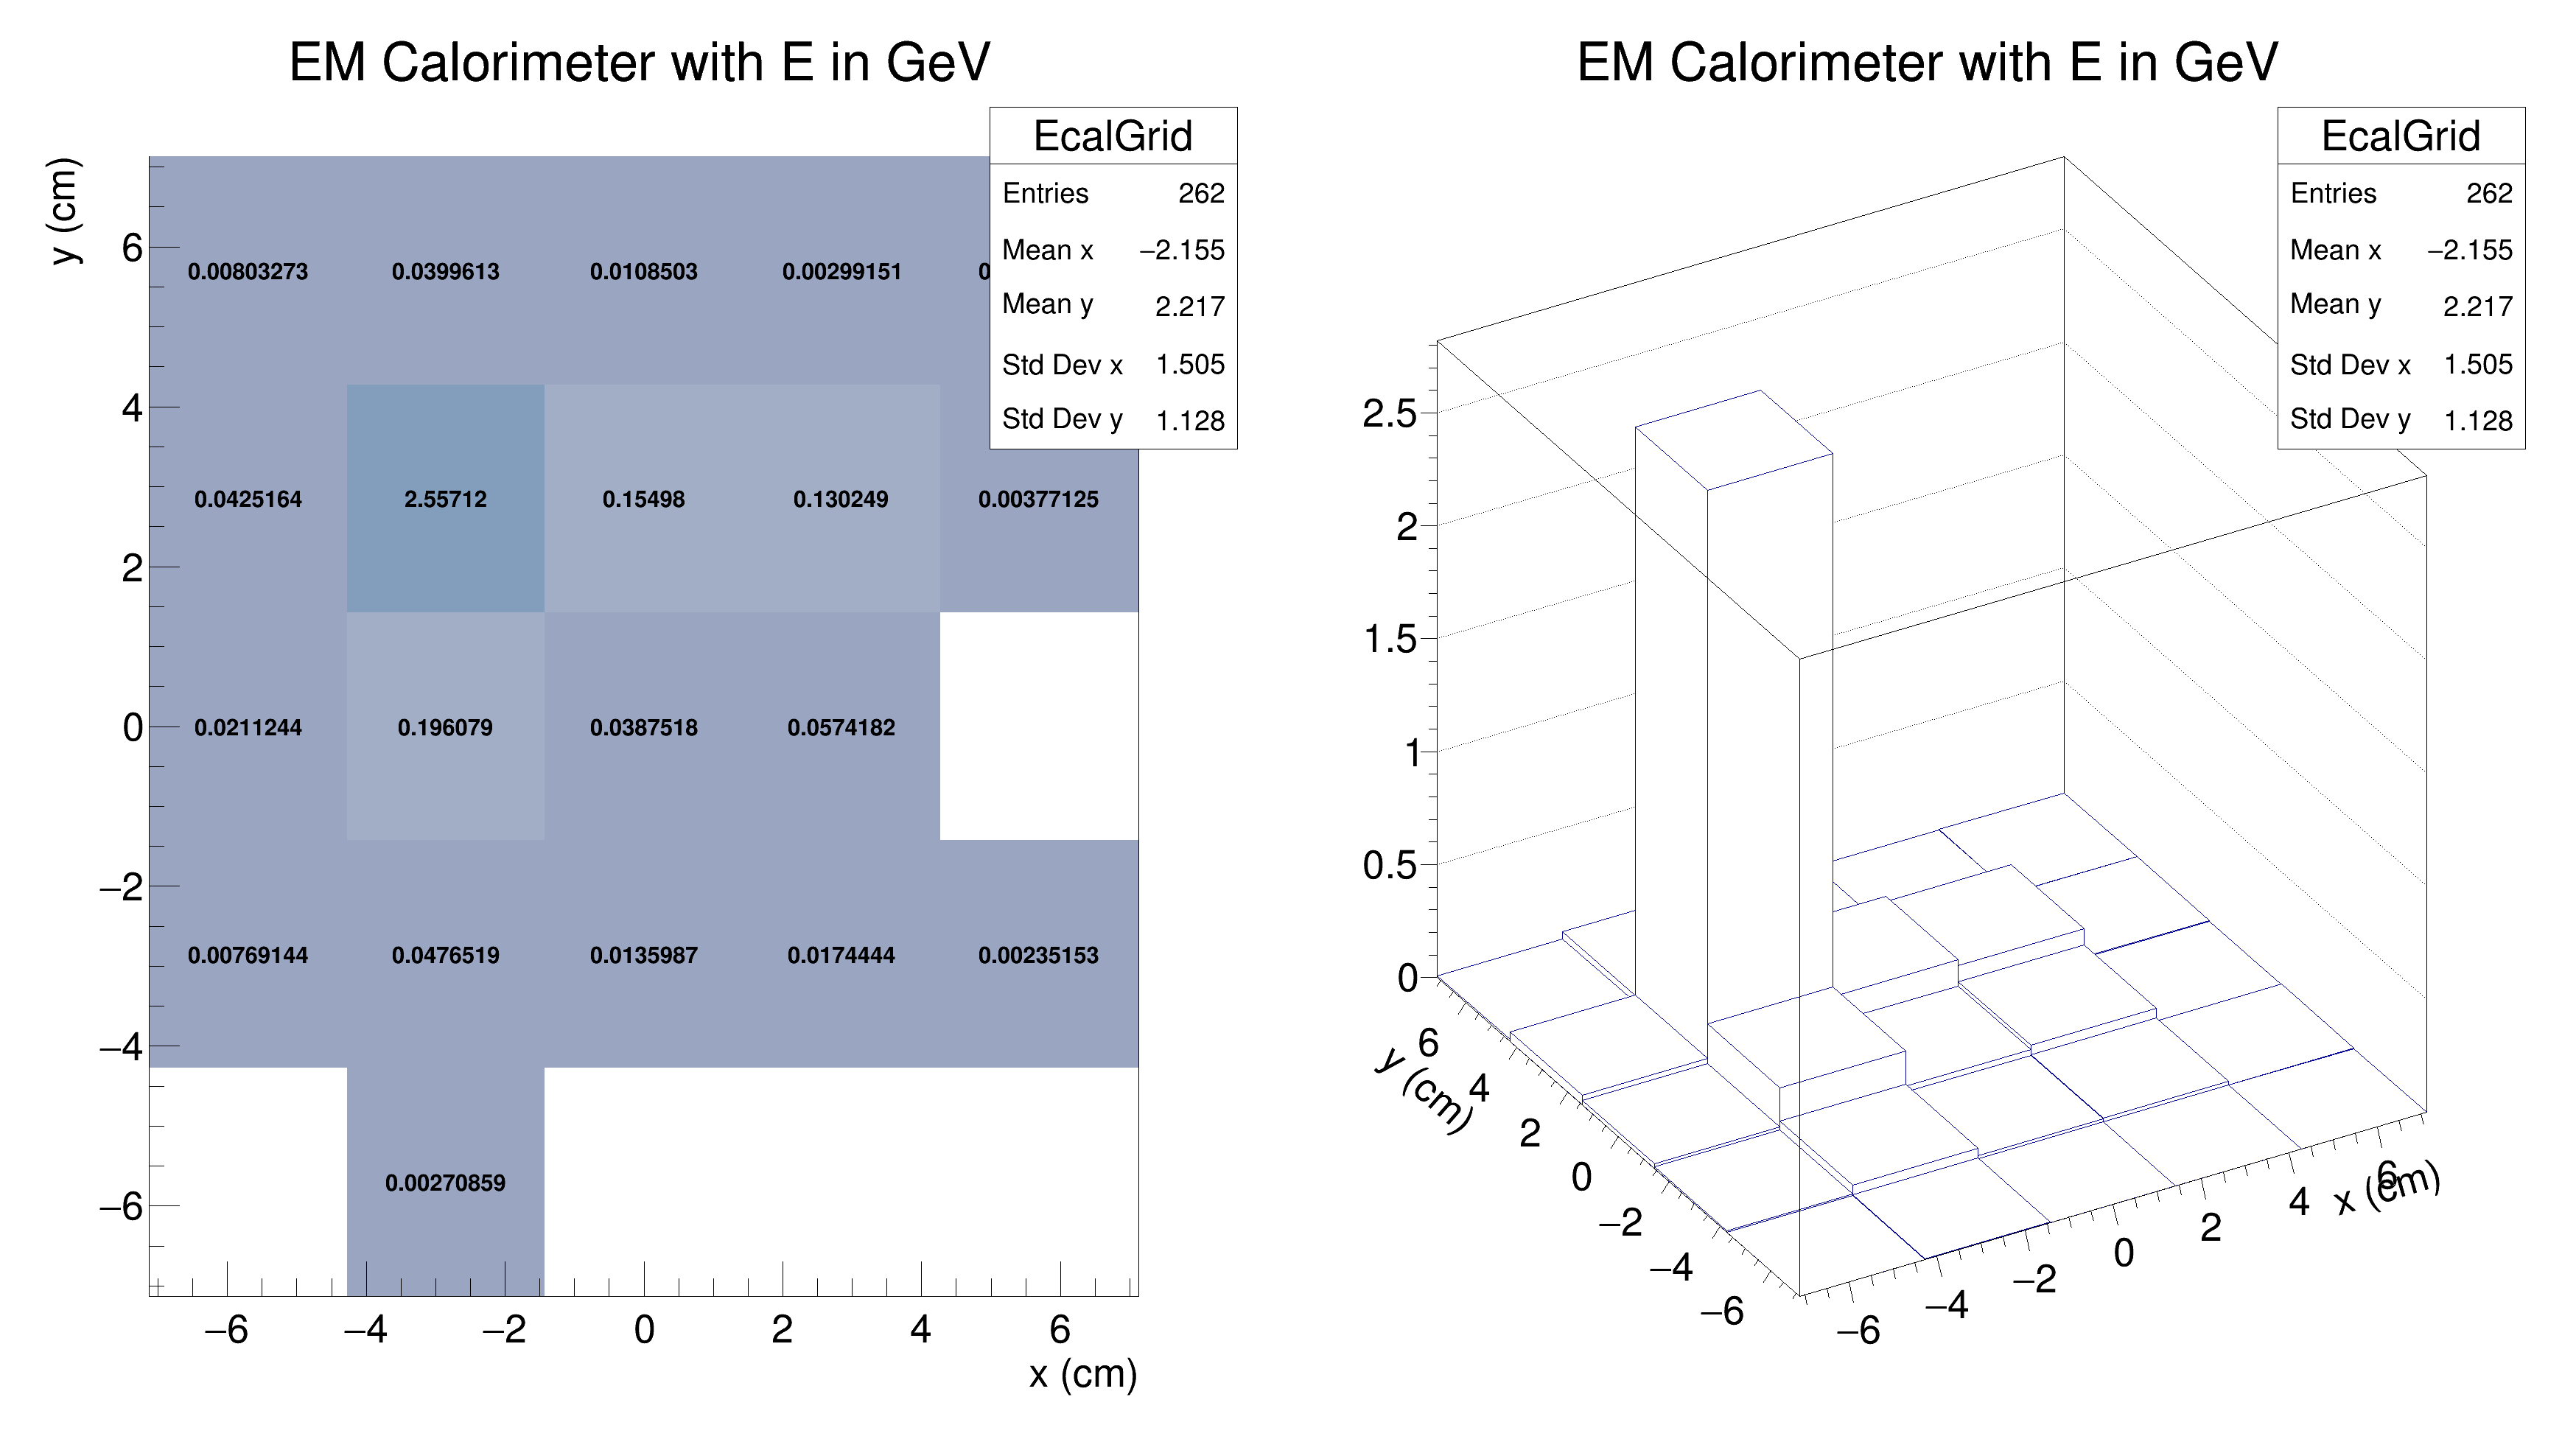 EM Calorimeter with E in GeV
EcalGrid
Entries 262
Mean x −2.155
Mean y 2.217
Std Dev x 1.505
Std Dev y 1.128
y (cm)
6
4
2
0
−2
−4
−6
0.00803273 0.0399613 0.0108503 0.00299151
0.0425164 2.55712 0.15498 0.130249 0.00377125
0.0211244 0.196079 0.0387518 0.0574182
0.00769144 0.0476519 0.0135987 0.0174444 0.00235153
0.00270859
−6 −4 −2 0 2 4 6
x (cm)
EM Calorimeter with E in GeV
EcalGrid
Entries 262
Mean x −2.155
Mean y 2.217
Std Dev x 1.505
Std Dev y 1.128
2.5
2
1.5
1
0.5
0
y (cm)
6
4
2
0
−2
−4
−6
−6 −4 −2 0 2 4 6
x (cm)